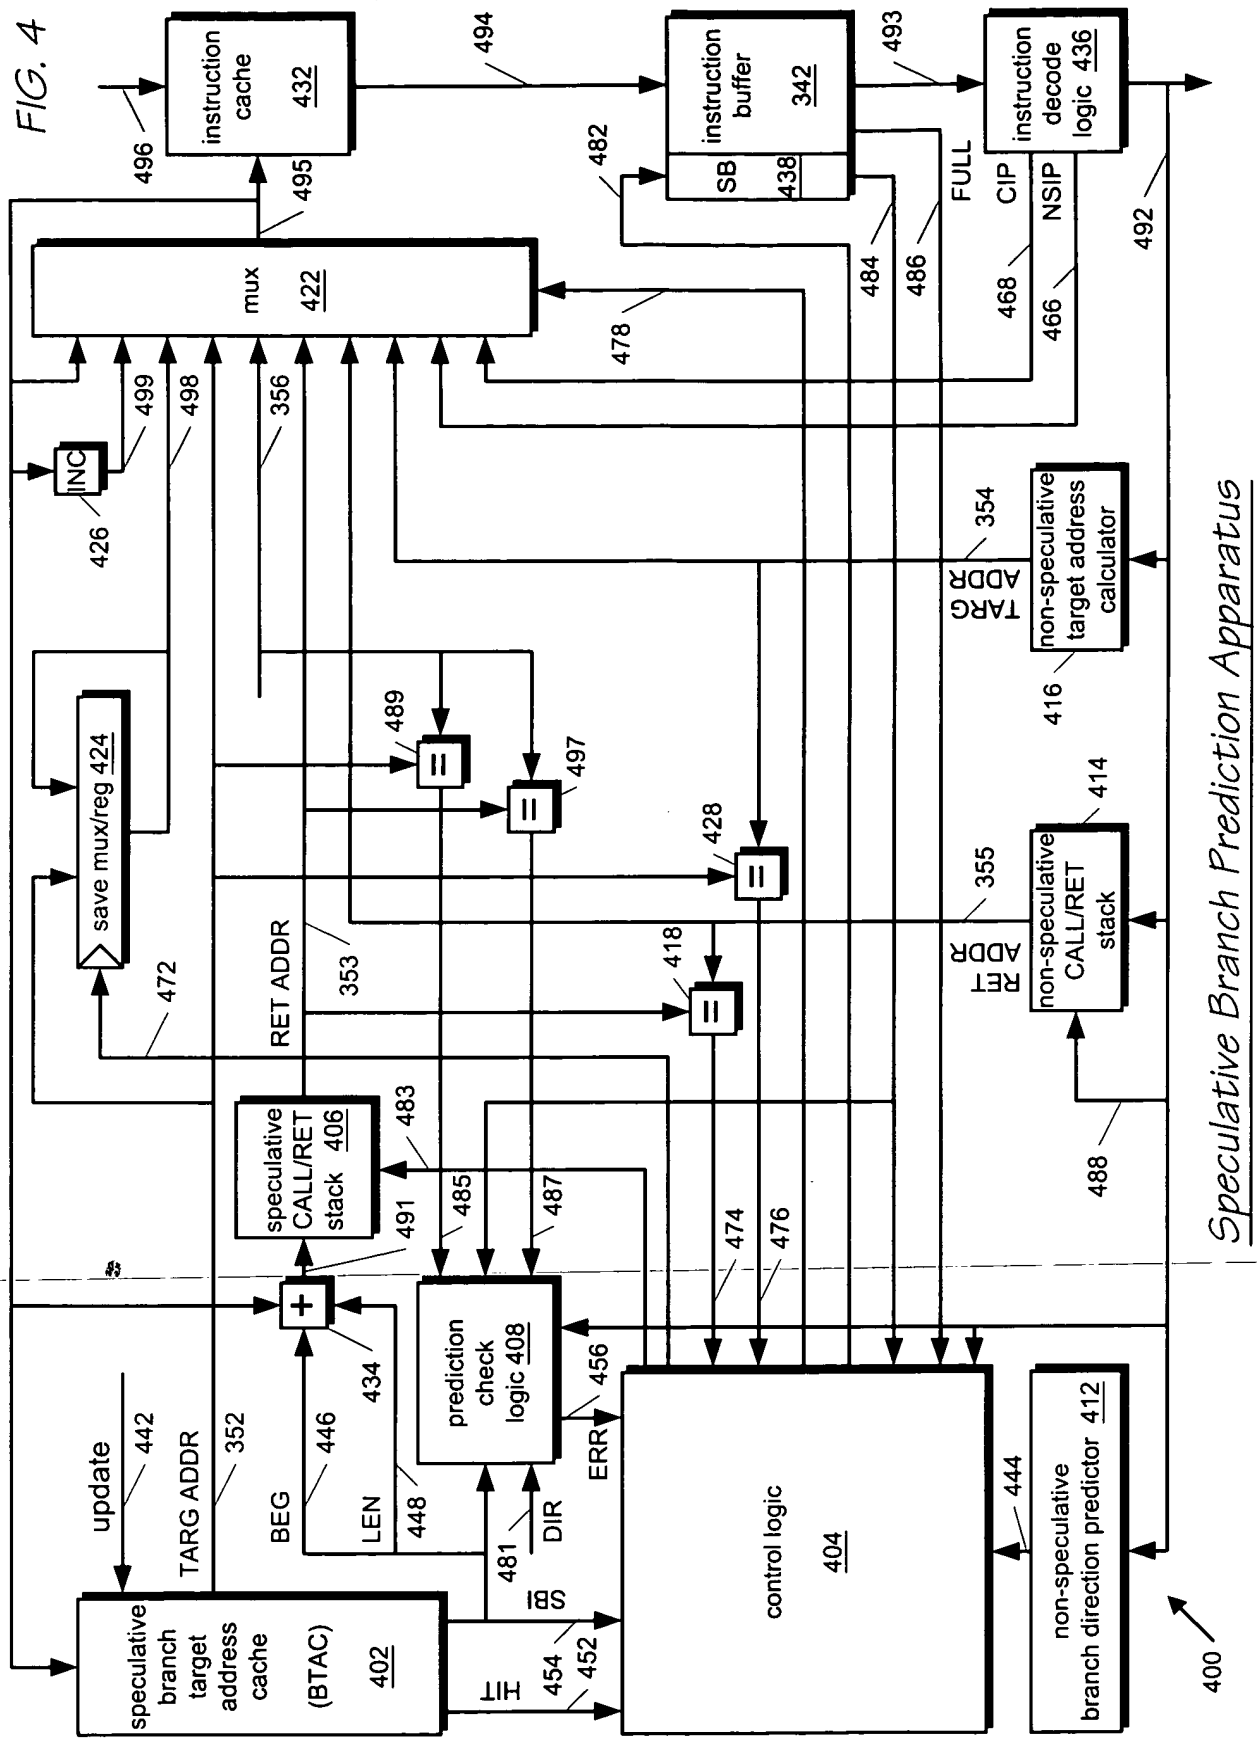 FIG. 4
speculative
branch
target
address
cache
(BTAC)
402
update
442
TARG ADDR
352
BEG
446
LEN
448
434
+
491
SBI
454
HIT
452
481
DIR
ERR
456
prediction
check
logic 408
control logic
404
444
non-speculative
branch direction predictor 412
400
speculative
CALL/RET
stack 406
483
485
487
474
476
488
472
save mux/reg 424
RET ADDR
353
=
418
=
428
=
489
=
497
RET
ADDR
355
non-speculative
CALL/RET
stack
414
TARG
ADDR
354
non-speculative
target address
calculator
416
INC
426
499
498
356
mux
422
478
495
496
instruction
cache
432
494
482
SB
438
instruction
buffer
342
484
486
FULL
493
CIP
468
NSIP
466
instruction
decode
logic 436
492
Speculative Branch Prediction Apparatus